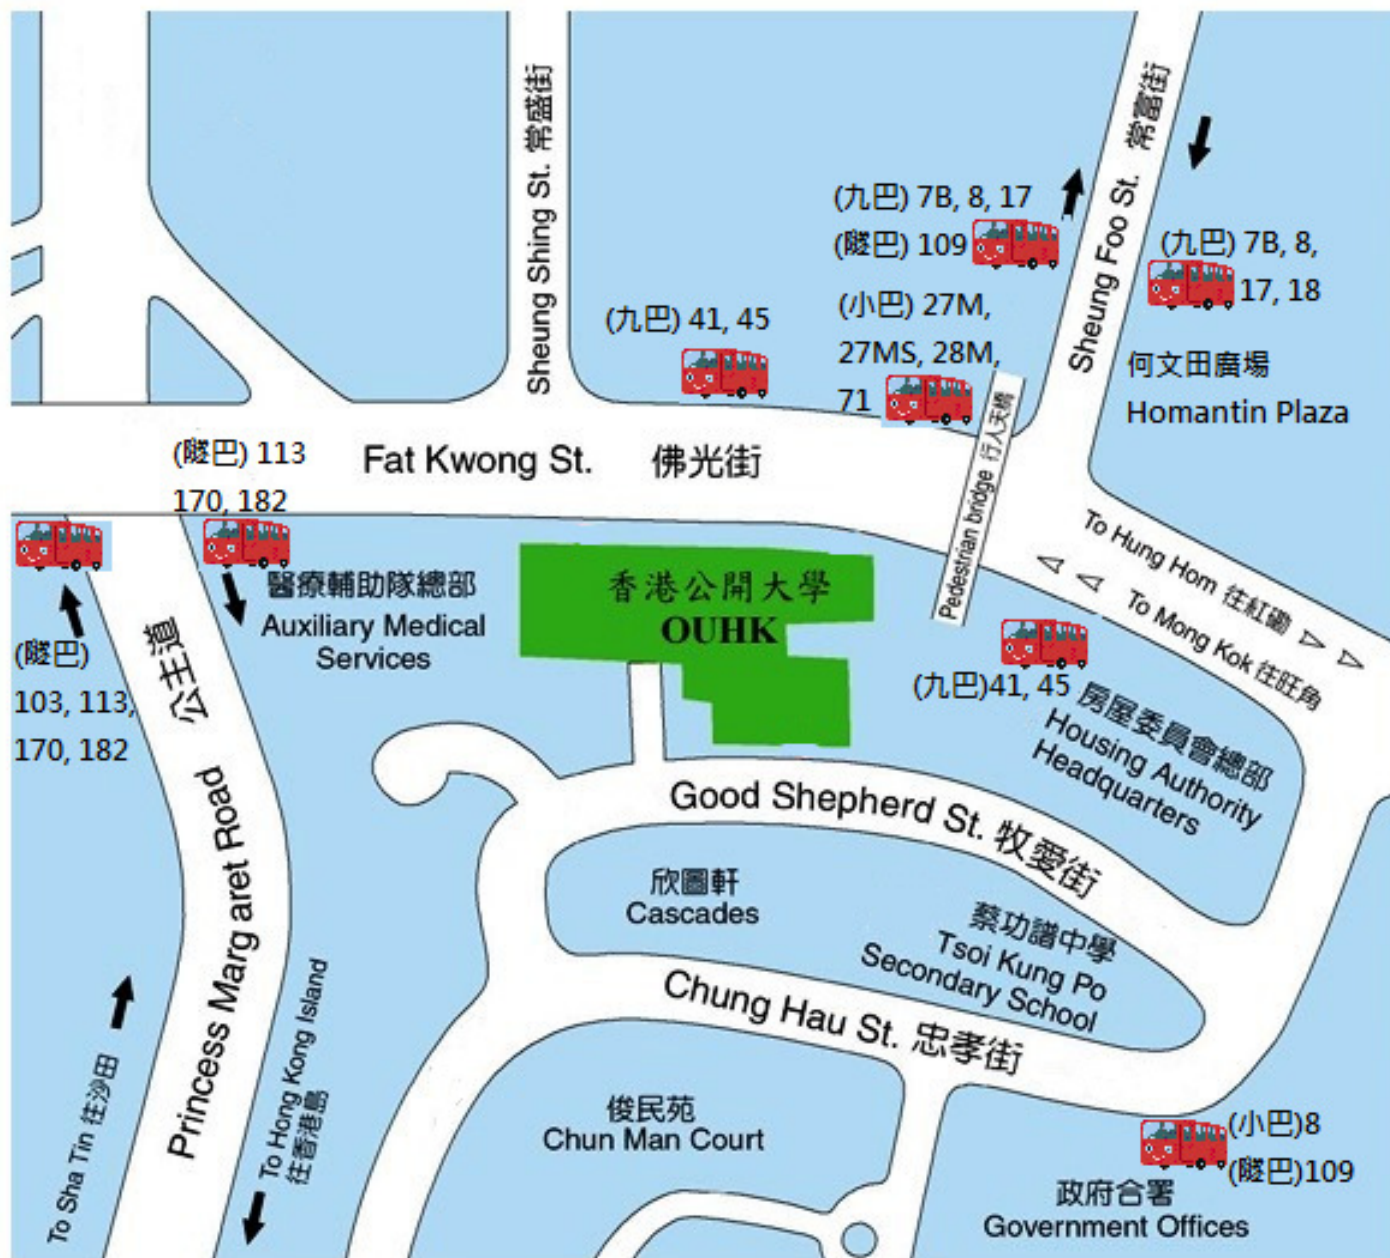 Sheung Shing St. 常盛街
Sheung Foo St. 常富街
(九巴) 7B, 8, 17
(隧巴) 109
(九巴) 7B, 8,
17, 18
(小巴) 27M,
27MS, 28M,
71
(九巴) 41, 45
何文田廣場
Homantin Plaza
Pedestrian bridge 行人天橋
(隧巴) 113
170, 182
Fat Kwong St. 佛光街
To Hung Hom 往紅磡
To Mong Kok 往旺角
醫療輔助隊總部
Auxiliary Medical
Services
香港公開大學
OUHK
(隧巴)
103, 113,
170, 182
公主道
Princess Marg aret Road
(九巴)41, 45
房屋委員會總部
Housing Authority
Headquarters
Good Shepherd St. 牧愛街
欣圖軒
Cascades
蔡功譜中學
Tsoi Kung Po
Secondary School
Chung Hau St. 忠孝街
To Sha Tin 往沙田
To Hong Kong Island
往香港島
俊民苑
Chun Man Court
(小巴)8
(隧巴)109
政府合署
Government Offices